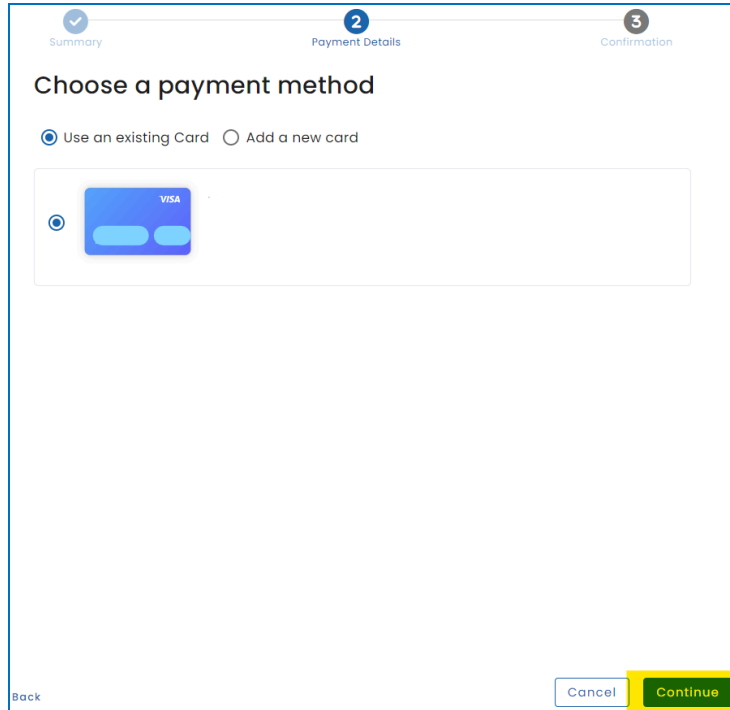 2 3
Summary Payment Details Confirmation
Choose a payment method
Use an existing Card Add a new card
VISA
Back Cancel Continue